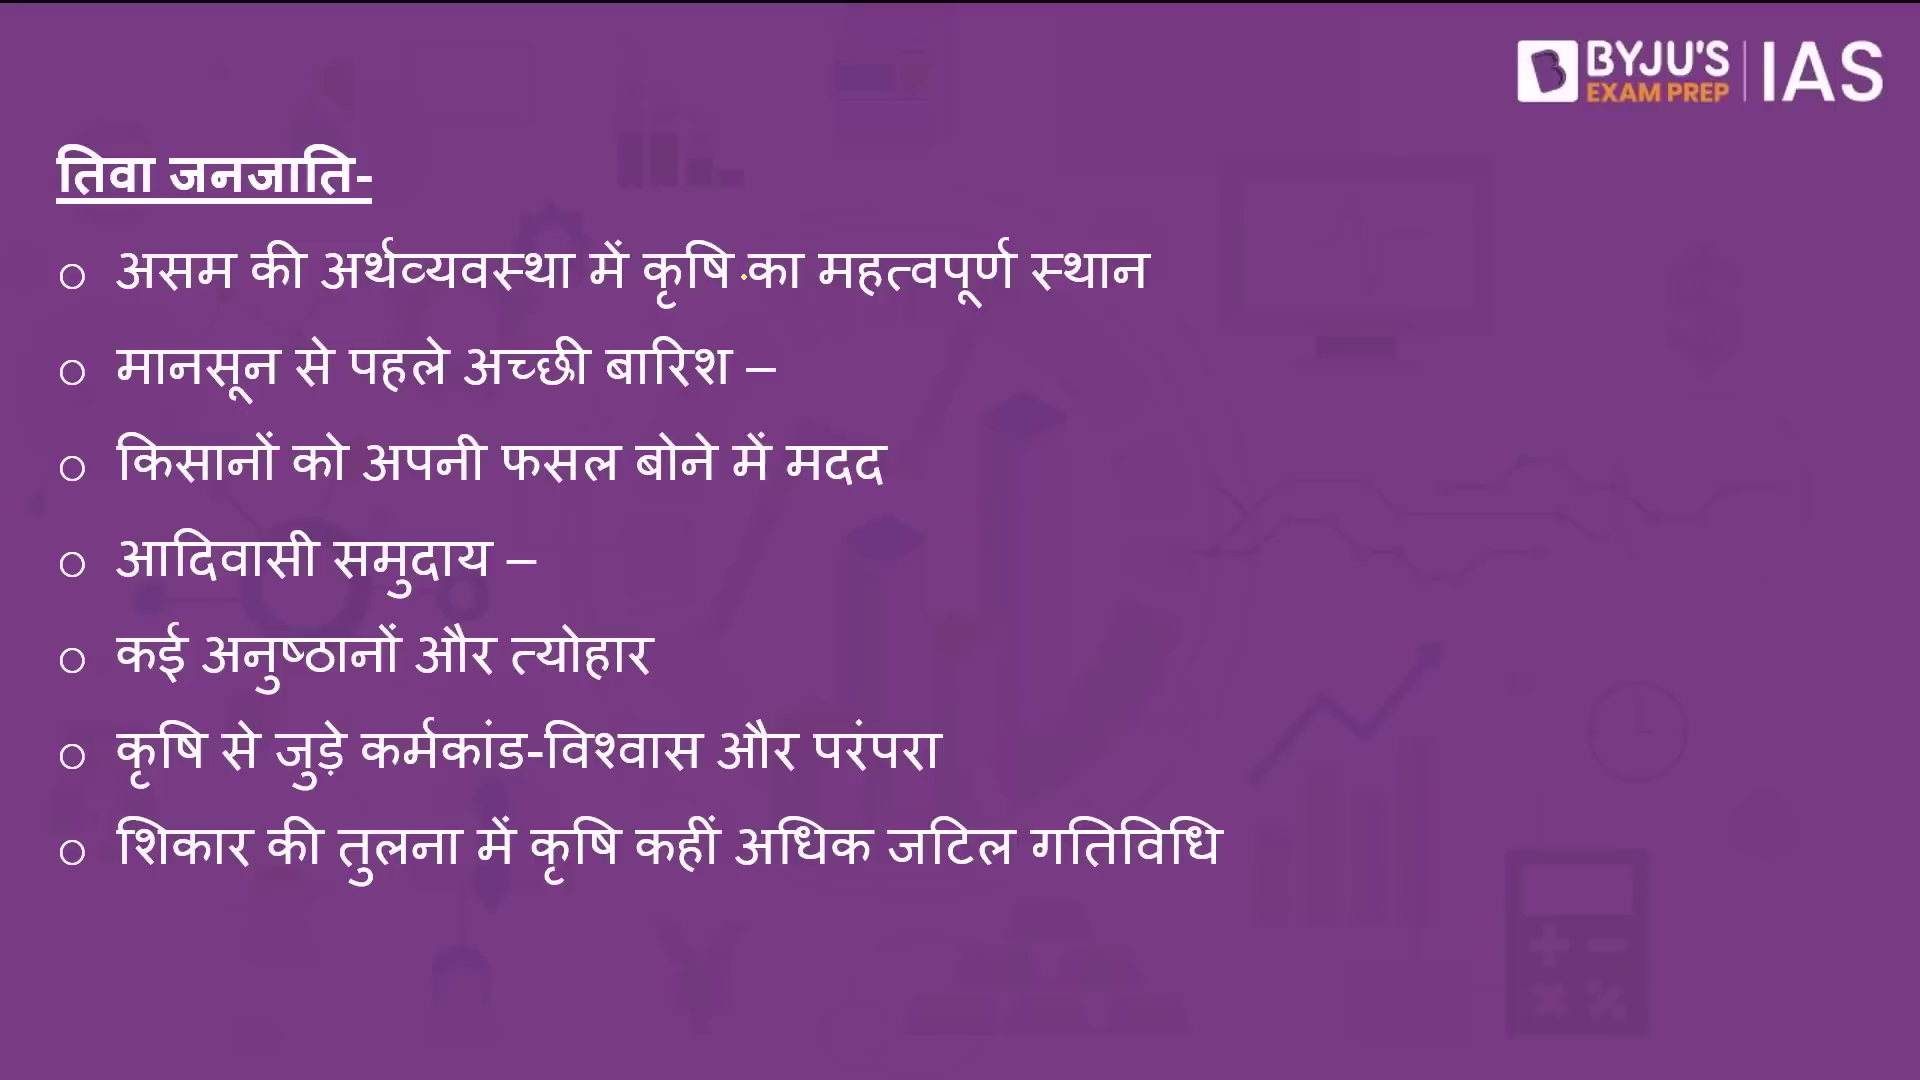 BYJU'S
EXAM PREP
IAS
तिवा जनजाति-
○ असम की अर्थव्यवस्था में कृषि का महत्वपूर्ण स्थान
○ मानसून से पहले अच्छी बारिश –
○ किसानों को अपनी फसल बोने में मदद
○ आदिवासी समुदाय –
○ कई अनुष्ठानों और त्योहार
○ कृषि से जुड़े कर्मकांड-विश्वास और परंपरा
○ शिकार की तुलना में कृषि कहीं अधिक जटिल गतिविधि